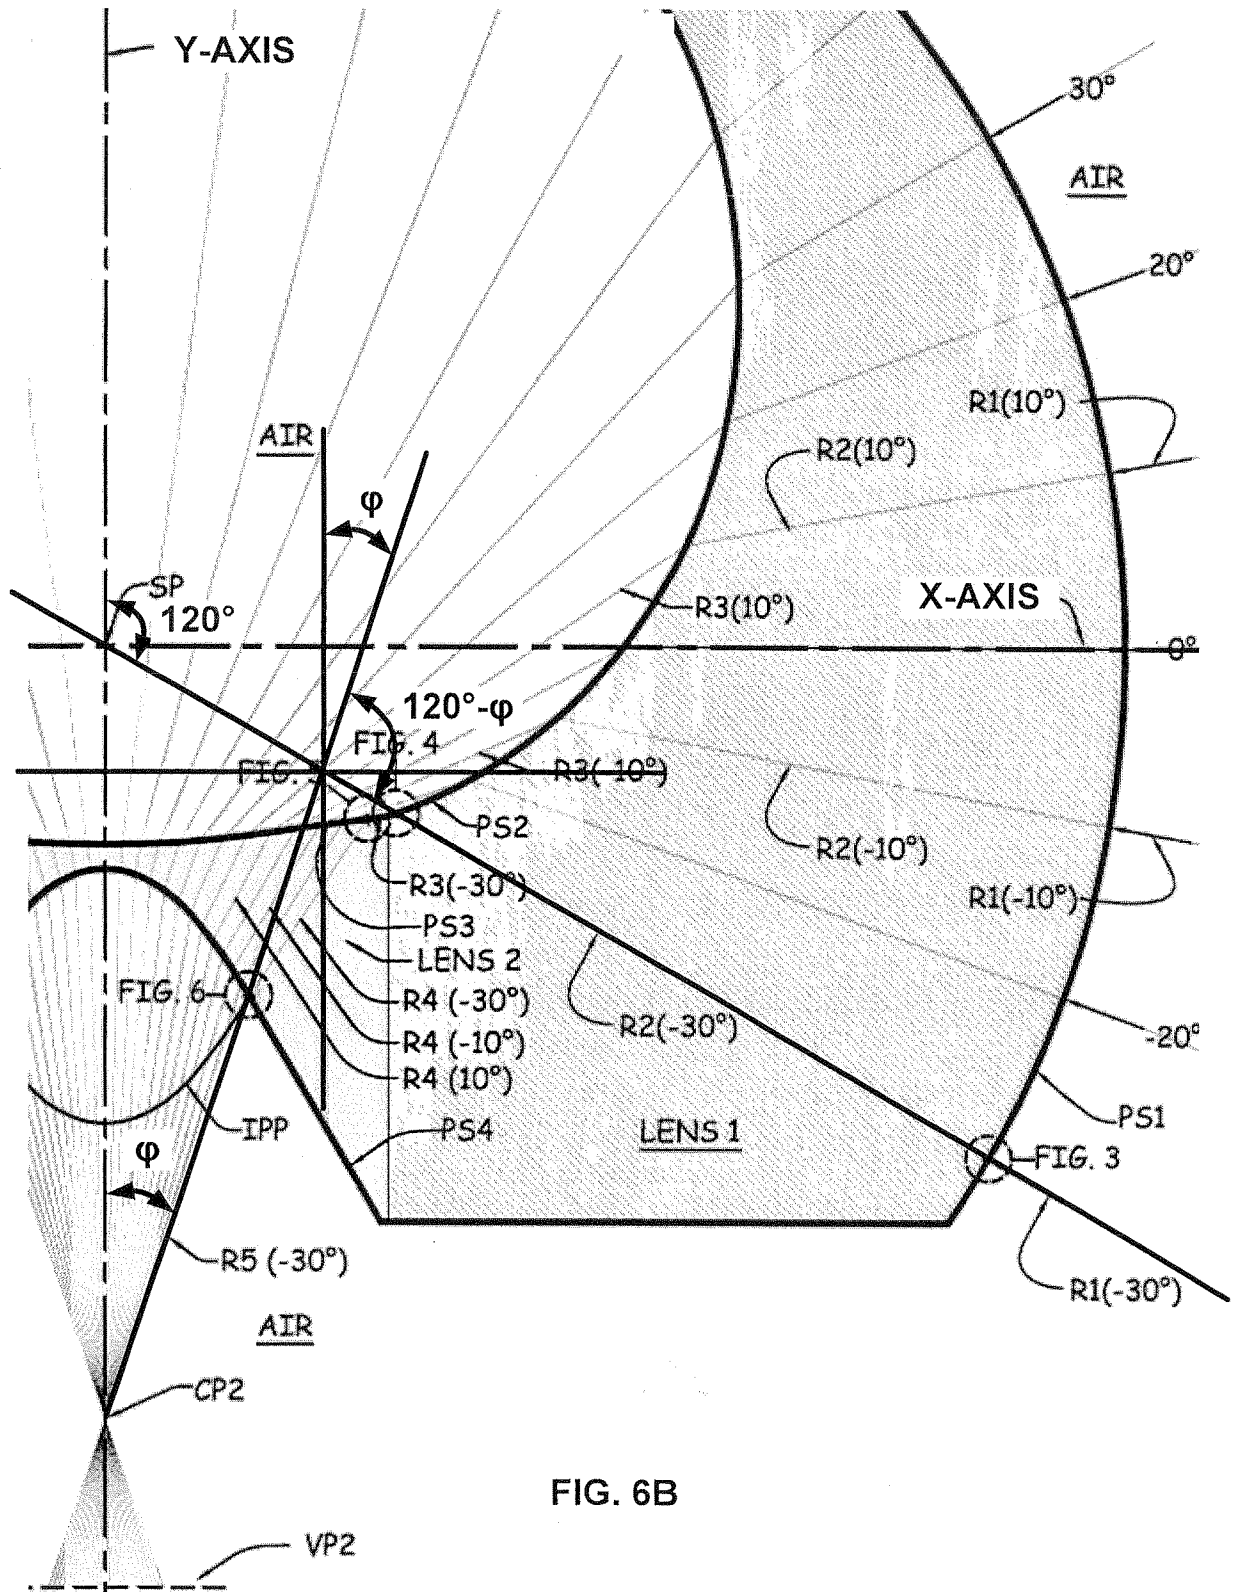 Y-AXIS
30°
AIR
20°
R1(10°)
AIR
R2(10°)
φ
SP
120°
R3(10°)
X-AXIS
0°
120°-φ
FIG. 4
FIG.
R3(-10°)
PS2
R2(-10°)
R3(-30°)
R1(-10°)
PS3
LENS 2
FIG. 6
R4 (-30°)
R2(-30°)
-20°
R4 (-10°)
R4 (10°)
PS1
IPP
PS4
LENS 1
φ
FIG. 3
R5 (-30°)
R1(-30°)
AIR
CP2
FIG. 6B
VP2